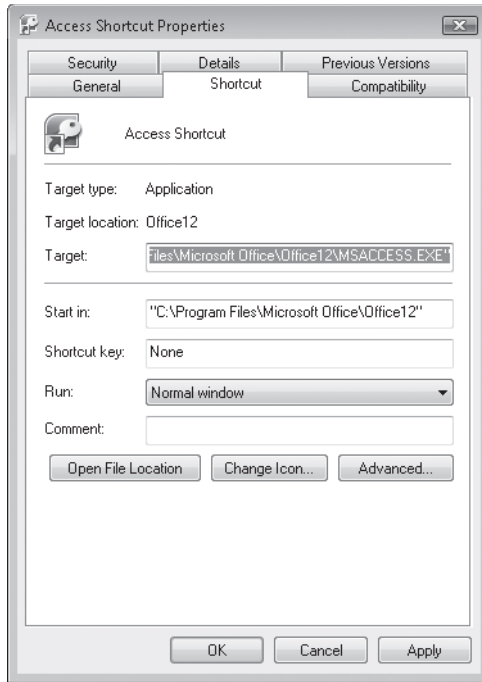 Access Shortcut Properties
Security Details Previous Versions
General Shortcut Compatibility
Access Shortcut
Target type: Application
Target location: Office12
Target: Files\Microsoft Office\Office12\MSACCESS.EXE"
Start in: "C:\Program Files\Microsoft Office\Office12"
Shortcut key: None
Run: Normal window
Comment:
Open File Location Change Icon... Advanced...
OK Cancel Apply